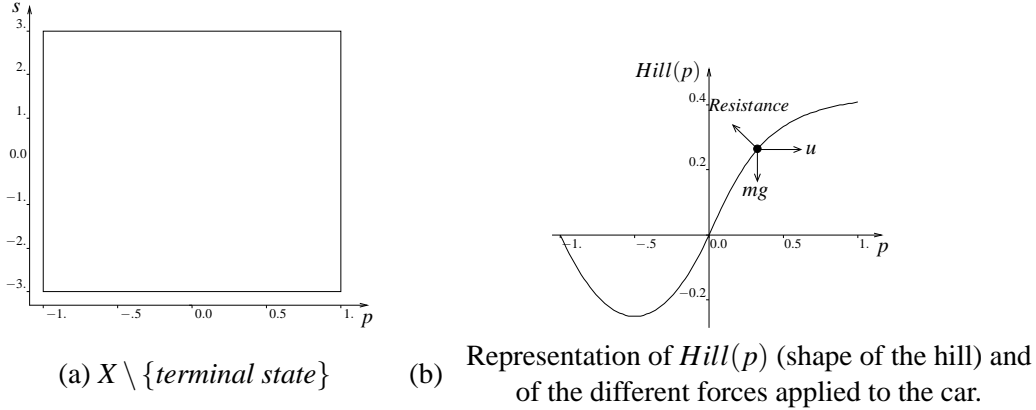 s
3.
2.
1.
0.0
−1.
−2.
−3.
−1.
−.5
0.0
0.5
1.
p
(a) X \ {terminal state}
Hill(p)
0.4
Resistance
u
0.2
mg
−1.
−.5
0.0
0.5
1.
p
−0.2
(b) Representation of Hill(p) (shape of the hill) and
of the different forces applied to the car.